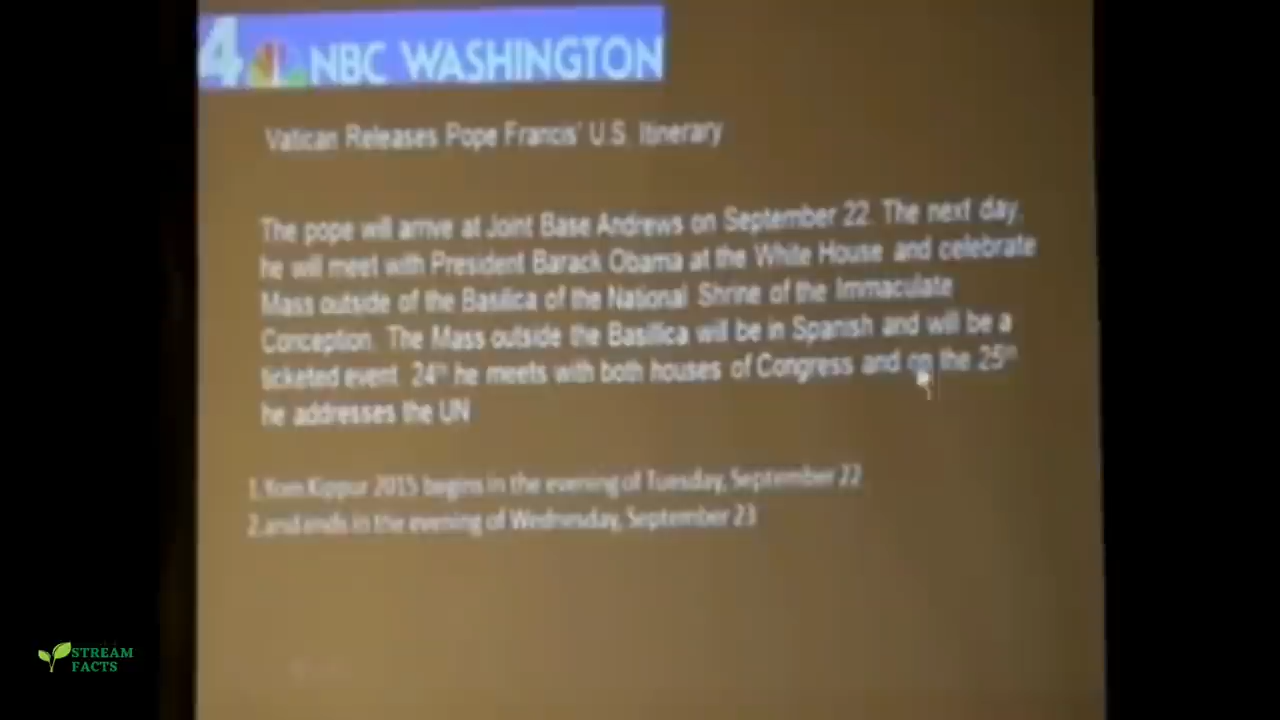 4 NBC WASHINGTON
Vatican Releases Pope Francis' U.S. Itinerary
The pope will arrive at Joint Base Andrews on September 22. The next day,
he will meet with President Barack Obama at the White House and celebrate
Mass outside of the Basilica of the National Shrine of the Immaculate
Conception. The Mass outside the Basillica will be in Spanish and will be a
ticketed event. 24th he meets with both houses of Congress and on the 25th
he addresses the UN
1.Yom Kippur 2015 begins in the evening of Tuesday, September 22
2.and ends in the evening of Wednesday, September 23
STREAM
FACTS